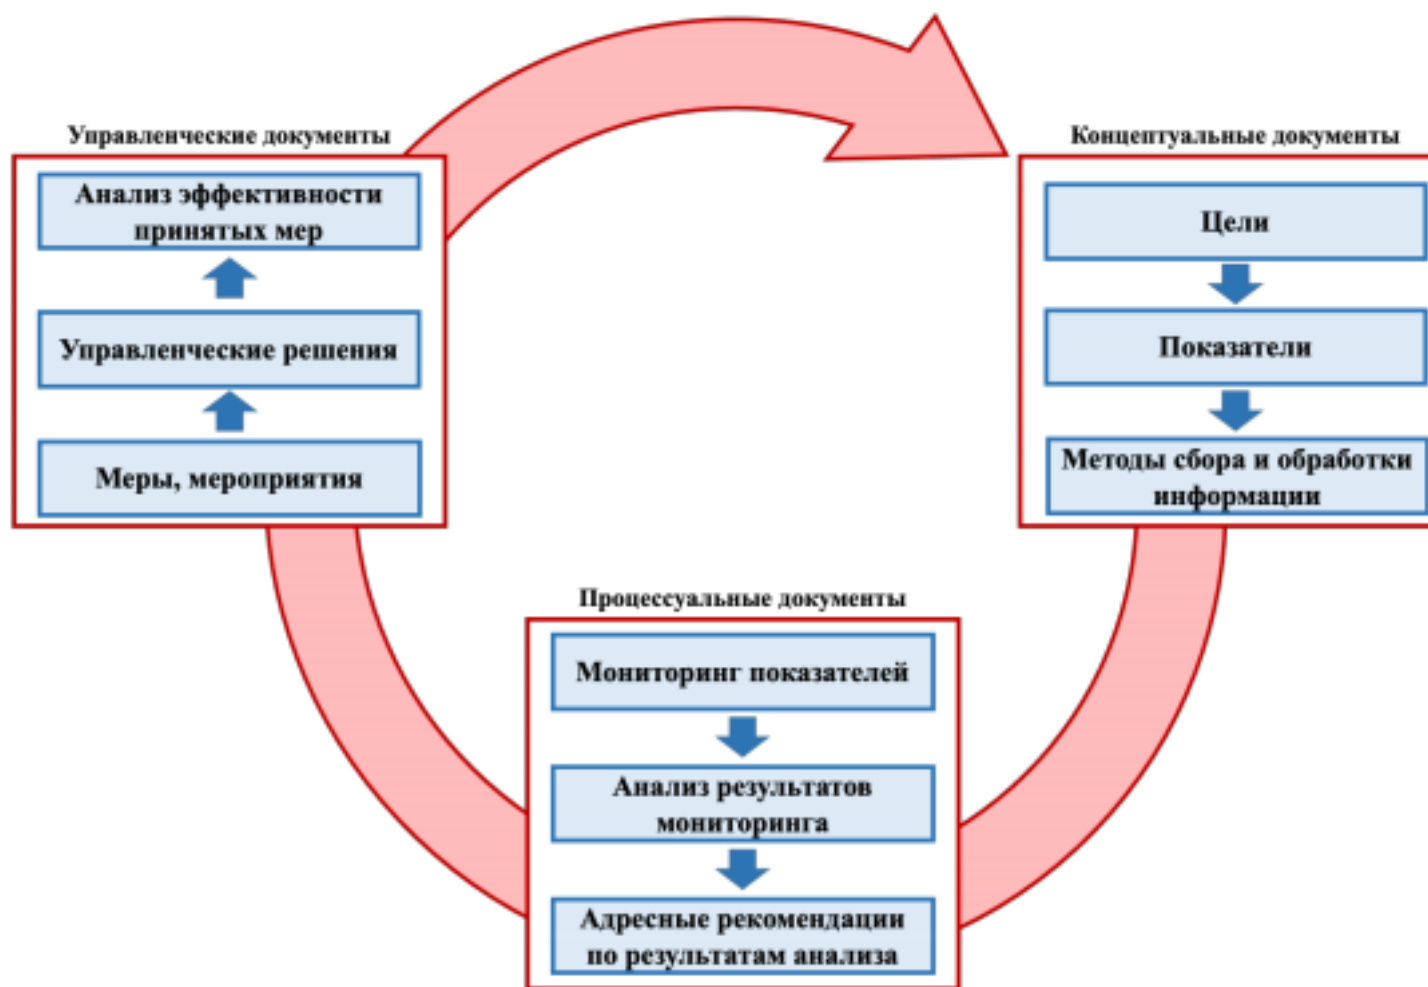 Управленческие документы
Анализ эффективности
принятых мер
Управленческие решения
Меры, мероприятия
Концептуальные документы
Цели
Показатели
Методы сбора и обработки
информации
Процессуальные документы
Мониторинг показателей
Анализ результатов
мониторинга
Адресные рекомендации
по результатам анализа